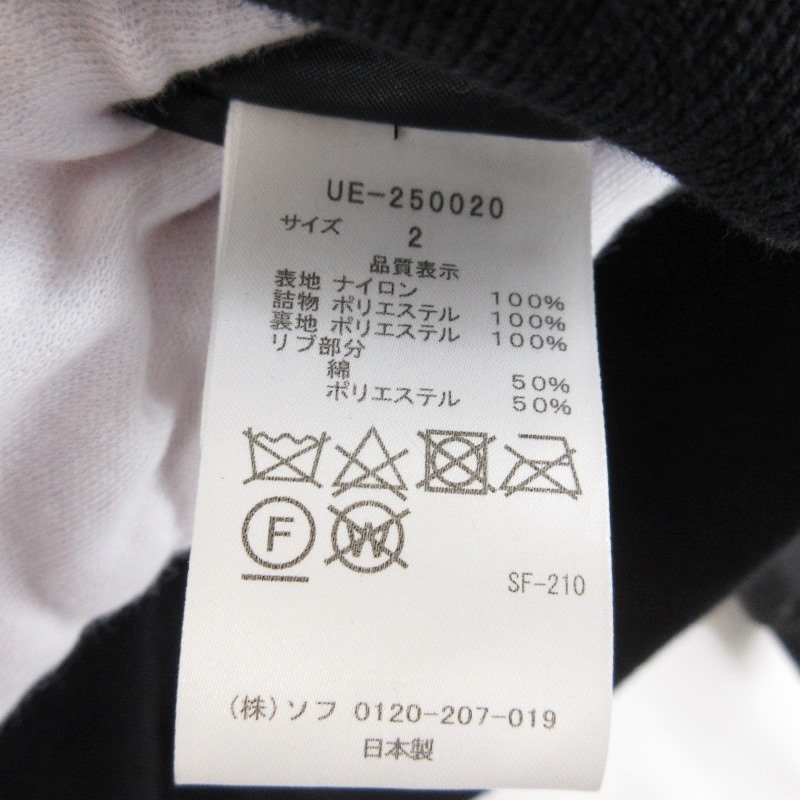 UE-250020
サイズ 2
品質表示
表地 ナイロン 100%
詰物 ポリエステル 100%
裏地 ポリエステル 100%
リブ部分
綿 50%
ポリエステル 50%
F W
SF-210
(株)ソフ 0120-207-019
日本製